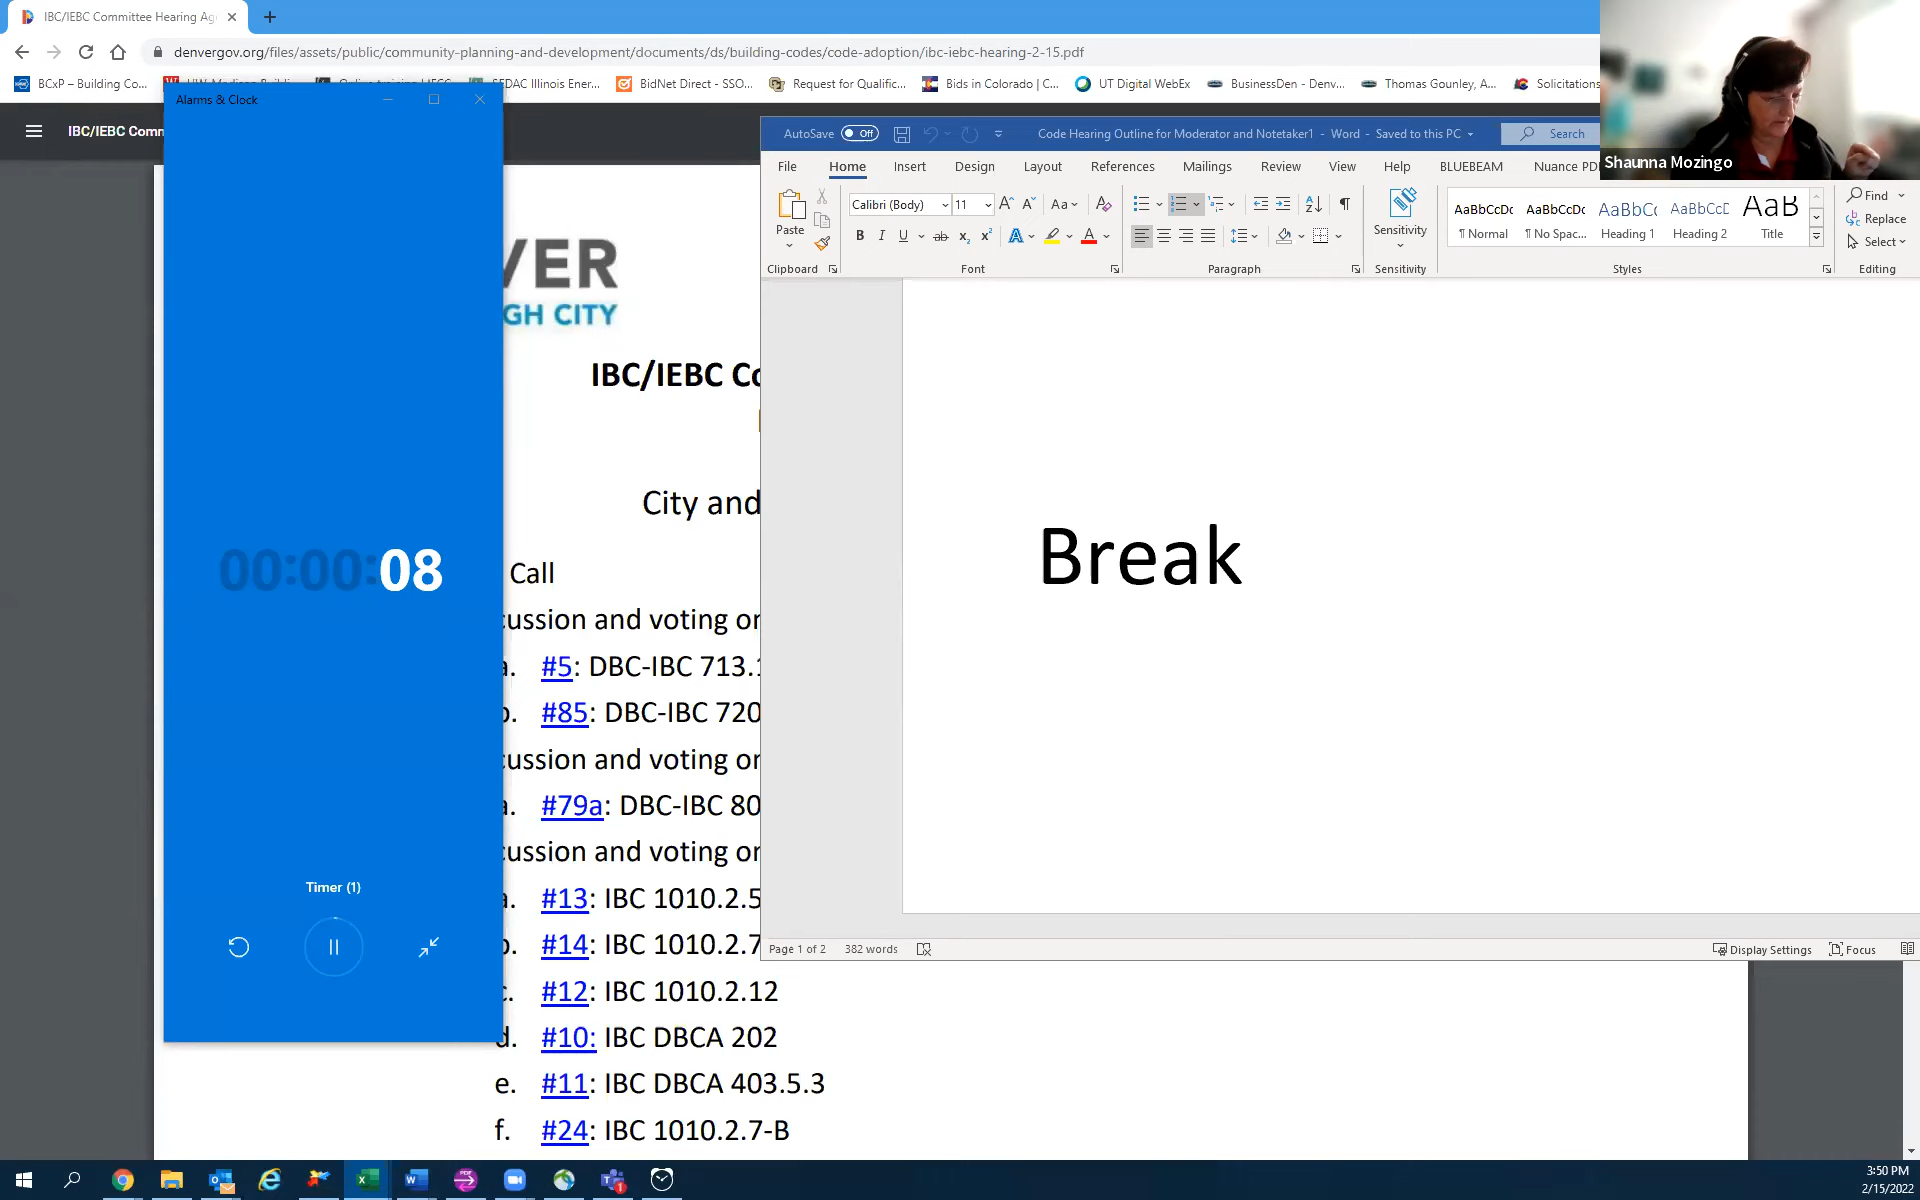 IBC/IEBC Committee Hearing Age
denvergov.org/files/assets/public/community-planning-and-development/documents/ds/building-codes/code-adoption/ibc-iebc-hearing-2-15.pdf
BCxP – Building Co...
SEDAC Illinois Ener...
BidNet Direct - SSO...
Request for Qualific...
Bids in Colorado | C...
UT Digital WebEx
BusinessDen - Denv...
Thomas Gounley, A...
Solicitations
Alarms & Clock
IBC/IEBC Comm
AutoSave Off
Code Hearing Outline for Moderator and Notetaker1 - Word - Saved to this PC
Search
File Home Insert Design Layout References Mailings Review View Help BLUEBEAM Nuance PD
Shaunna Mozingo
Calibri (Body) 11
Paste
Sensitivity
AaBbCcDc AaBbCcDc AaBbC AaBbCcD AaB
¶ Normal ¶ No Spac... Heading 1 Heading 2 Title
Find
Replace
Select
Clipboard Font Paragraph Sensitivity Styles Editing
VER
GH CITY
IBC/IEBC Co
City and
Break
00:00:08
Call
cussion and voting or
a. #5: DBC-IBC 713.1
b. #85: DBC-IBC 720
cussion and voting or
a. #79a: DBC-IBC 80
cussion and voting or
a. #13: IBC 1010.2.5
b. #14: IBC 1010.2.7
c. #12: IBC 1010.2.12
d. #10: IBC DBCA 202
e. #11: IBC DBCA 403.5.3
f. #24: IBC 1010.2.7-B
Timer (1)
Page 1 of 2 382 words
Display Settings Focus
3:50 PM
2/15/2022